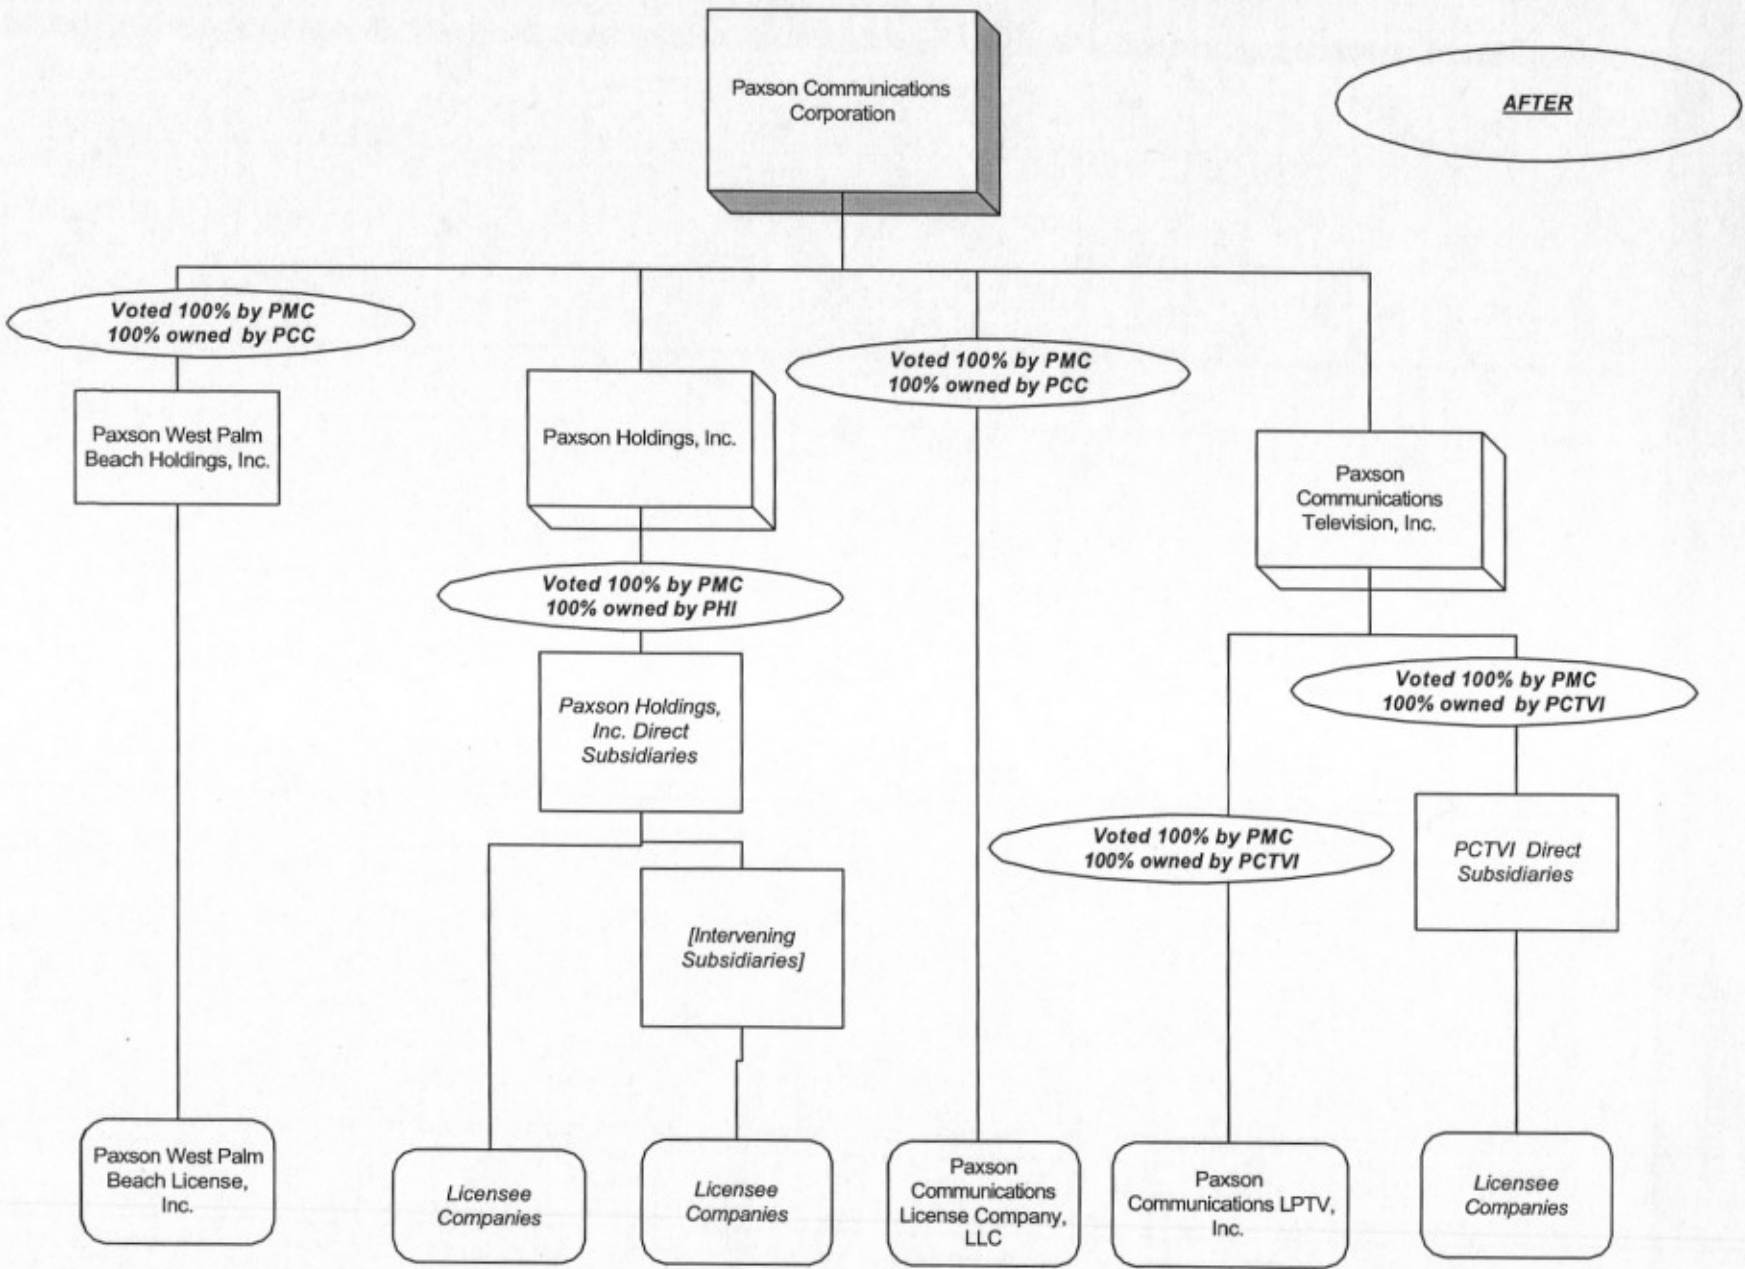 Paxson Communications
Corporation
AFTER
Voted 100% by PMC
100% owned by PCC
Paxson West Palm
Beach Holdings, Inc.
Paxson Holdings, Inc.
Voted 100% by PMC
100% owned by PCC
Paxson
Communications
Television, Inc.
Voted 100% by PMC
100% owned by PHI
Paxson Holdings,
Inc. Direct
Subsidiaries
Voted 100% by PMC
100% owned by PCTVI
Voted 100% by PMC
100% owned by PCTVI
PCTVI Direct
Subsidiaries
[Intervening
Subsidiaries]
Paxson West Palm
Beach License,
Inc.
Licensee
Companies
Licensee
Companies
Paxson
Communications
License Company,
LLC
Paxson
Communications LPTV,
Inc.
Licensee
Companies